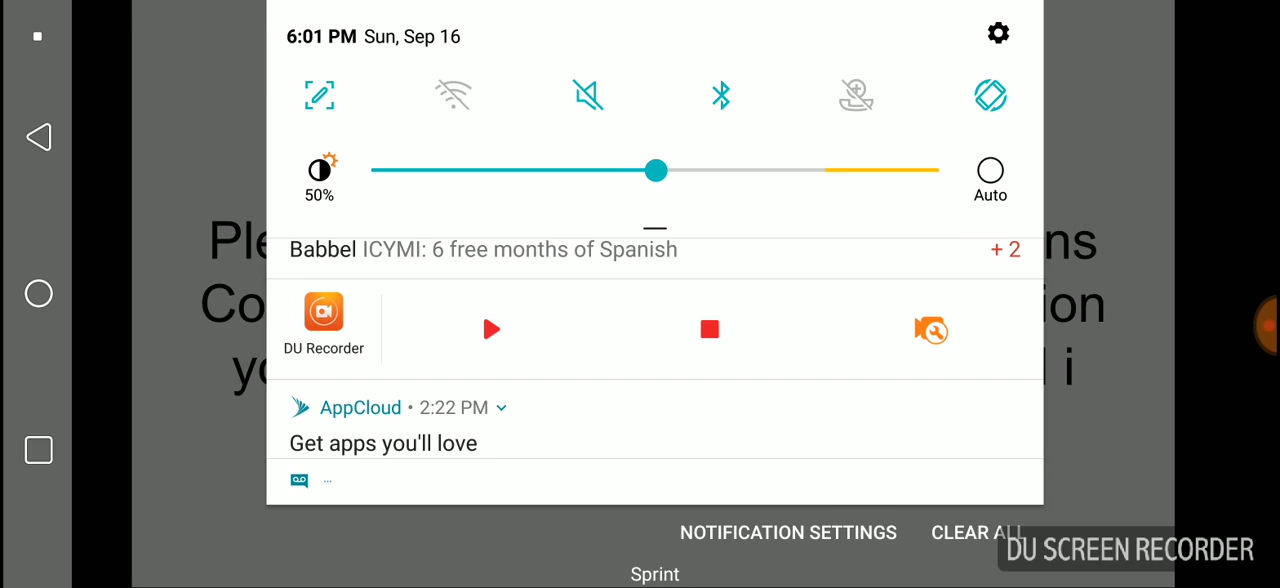 6:01 PM Sun, Sep 16
50%
Auto
Babbel ICYMI: 6 free months of Spanish + 2
DU Recorder
AppCloud • 2:22 PM
Get apps you'll love
...
NOTIFICATION SETTINGS CLEAR ALL
DU SCREEN RECORDER
Sprint